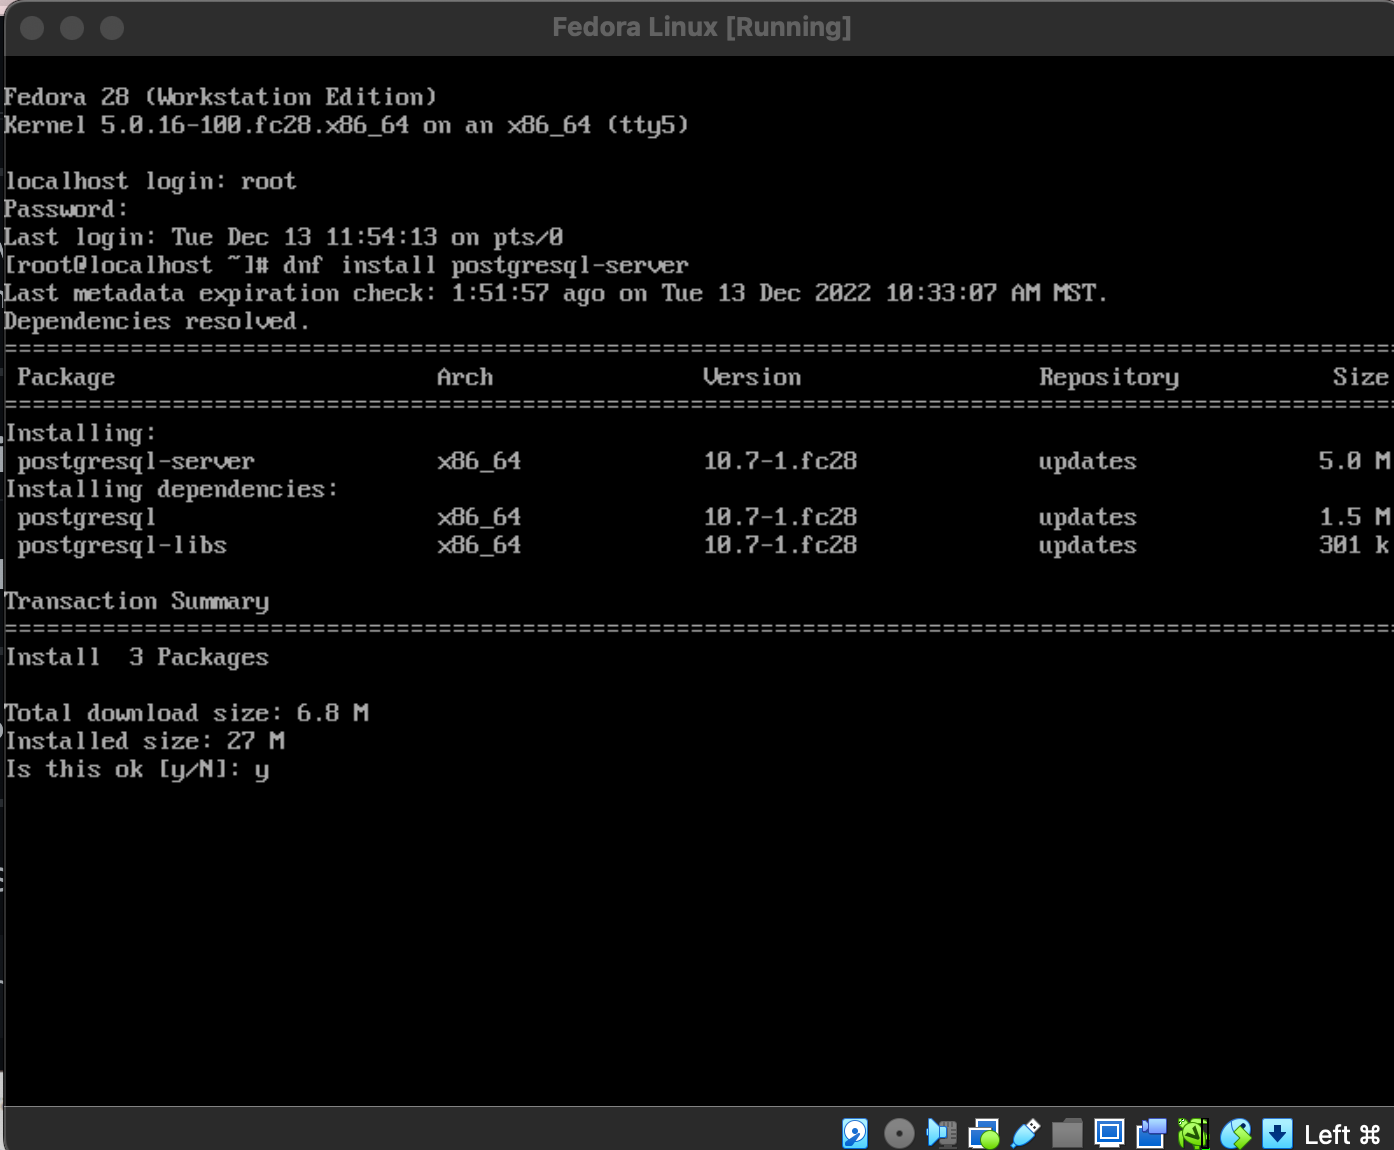 Fedora Linux [Running]
Fedora 28 (Workstation Edition)
Kernel 5.0.16-100.fc28.x86_64 on an x86_64 (tty5)
localhost login: root
Password:
Last login: Tue Dec 13 11:54:13 on pts/0
[root@localhost ~]# dnf install postgresql-server
Last metadata expiration check: 1:51:57 ago on Tue 13 Dec 2022 10:33:07 AM MST.
Dependencies resolved.
================================================================================
Package Arch Version Repository Size
================================================================================
Installing:
postgresql-server x86_64 10.7-1.fc28 updates 5.0 M
Installing dependencies:
postgresql x86_64 10.7-1.fc28 updates 1.5 M
postgresql-libs x86_64 10.7-1.fc28 updates 301 k
Transaction Summary
================================================================================
Install 3 Packages
Total download size: 6.8 M
Installed size: 27 M
Is this ok [y/N]: y
Left ⌘